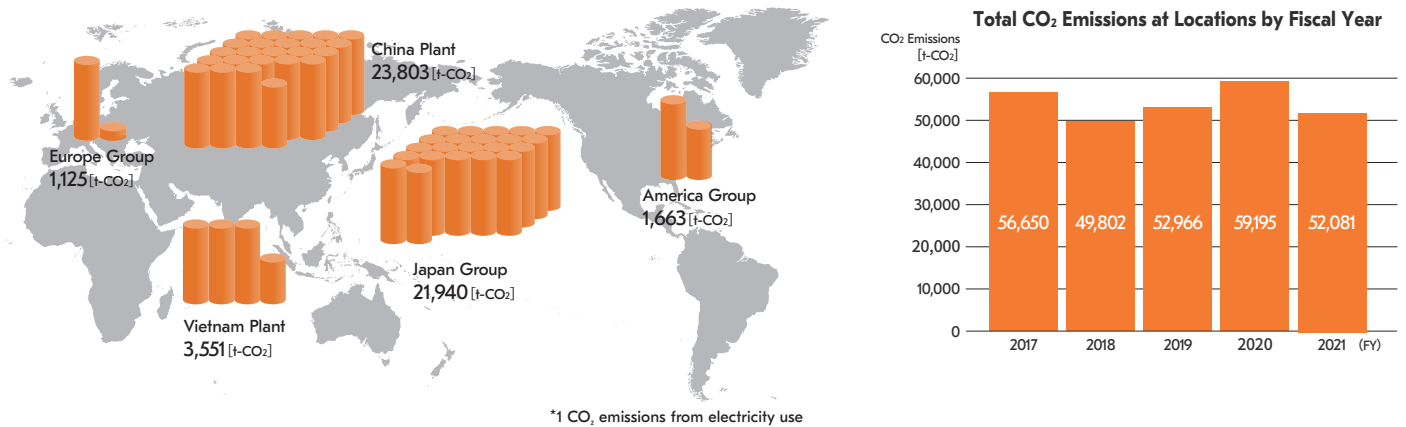 China Plant
23,803 [t-CO₂]
Europe Group
1,125 [t-CO₂]
America Group
1,663 [t-CO₂]
Japan Group
21,940 [t-CO₂]
Vietnam Plant
3,551 [t-CO₂]
*1 CO₂ emissions from electricity use
Total CO₂ Emissions at Locations by Fiscal Year
CO₂ Emissions
[t-CO₂]
60,000
50,000
40,000
30,000
20,000
10,000
0
56,650 49,802 52,966 59,195 52,081
2017 2018 2019 2020 2021 (FY)